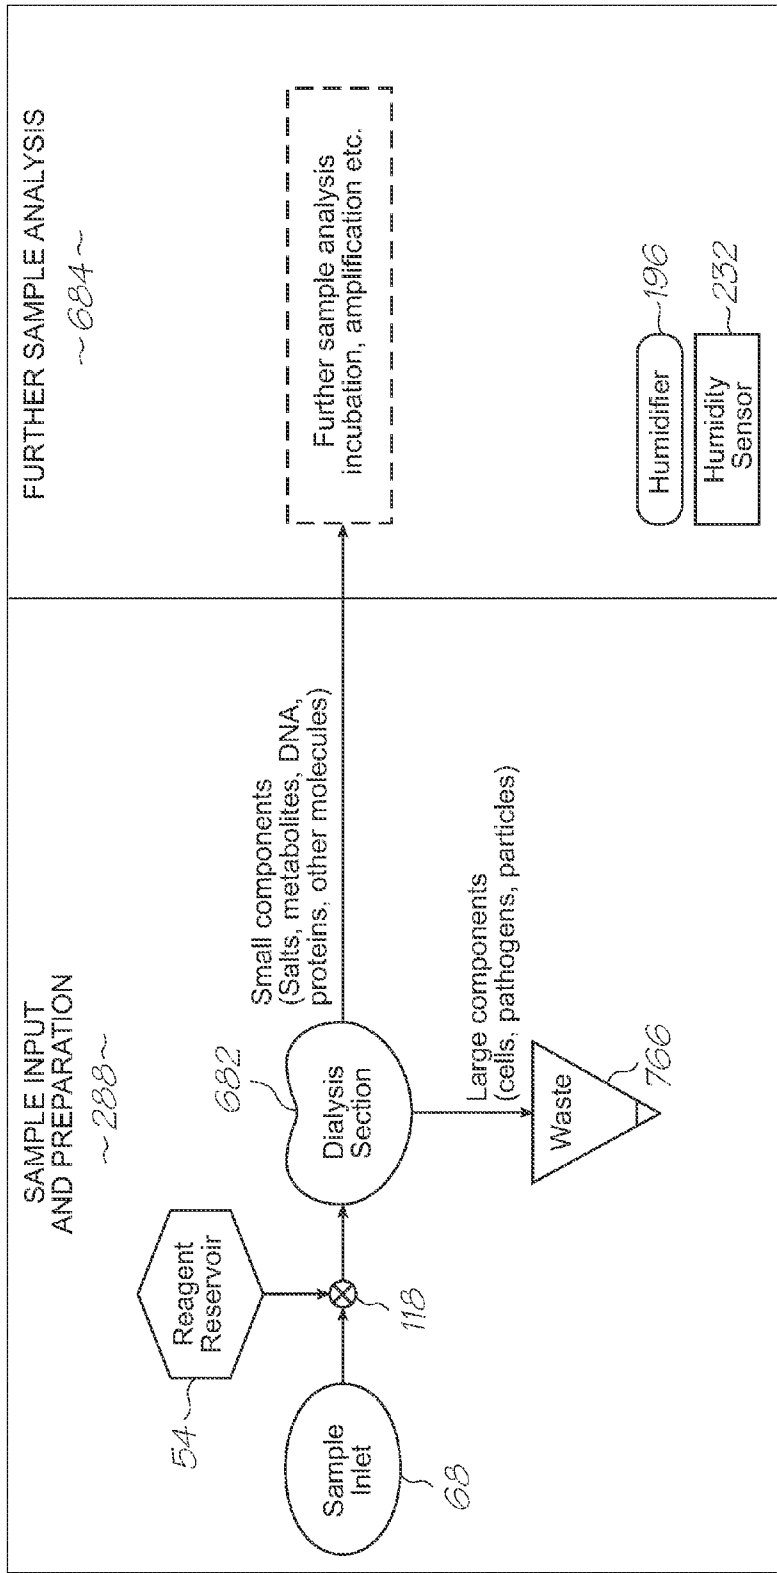 SAMPLE INPUT
AND PREPARATION
~288~
FURTHER SAMPLE ANALYSIS
~684~
54
Reagent
Reservoir
Sample
Inlet
68
118
682
Dialysis
Section
Small components
(Salts, metabolites, DNA,
proteins, other molecules)
Large components
(cells, pathogens, particles)
Waste
766
Further sample analysis
incubation, amplification etc.
Humidifier
196
Humidity
Sensor
232